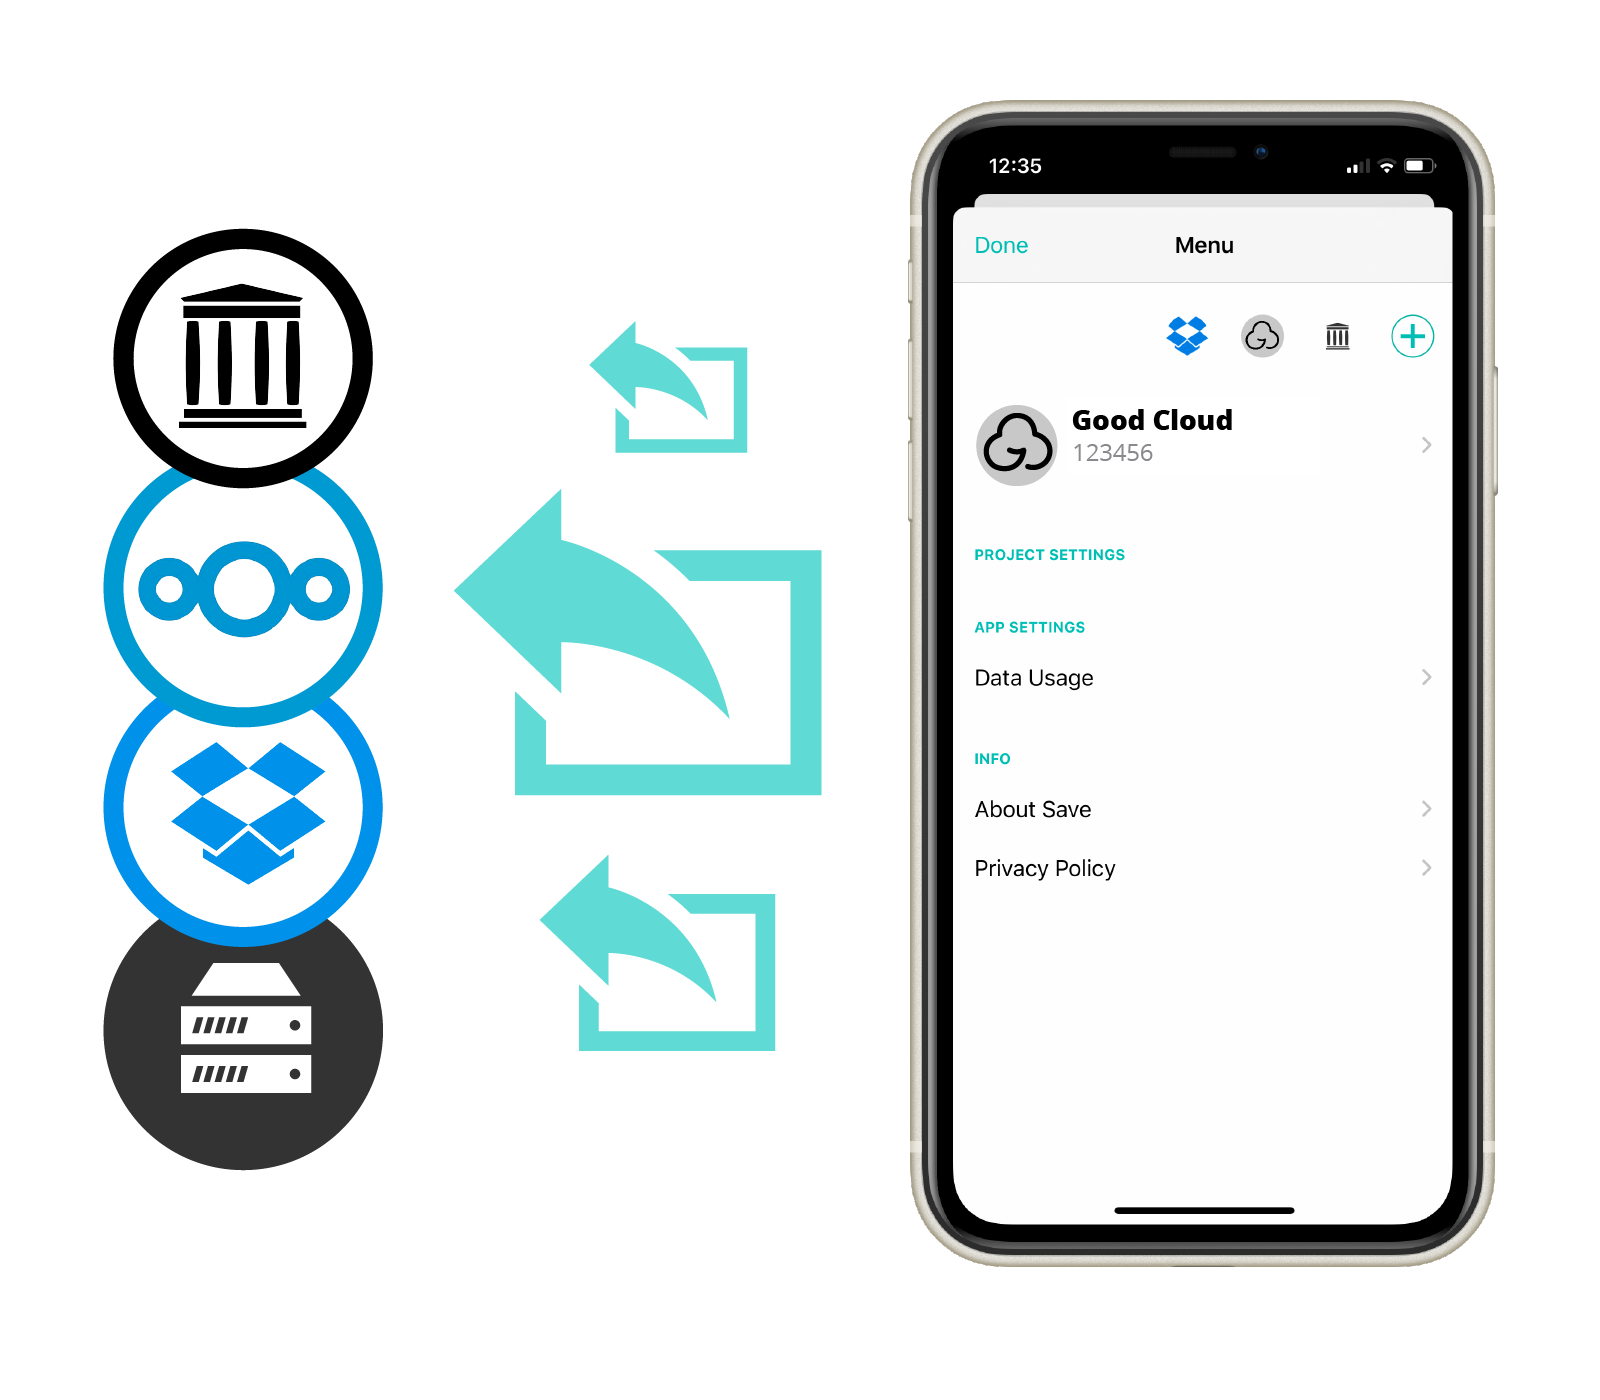 12:35
Done
Menu
Good Cloud
123456
PROJECT SETTINGS
APP SETTINGS
Data Usage
INFO
About Save
Privacy Policy